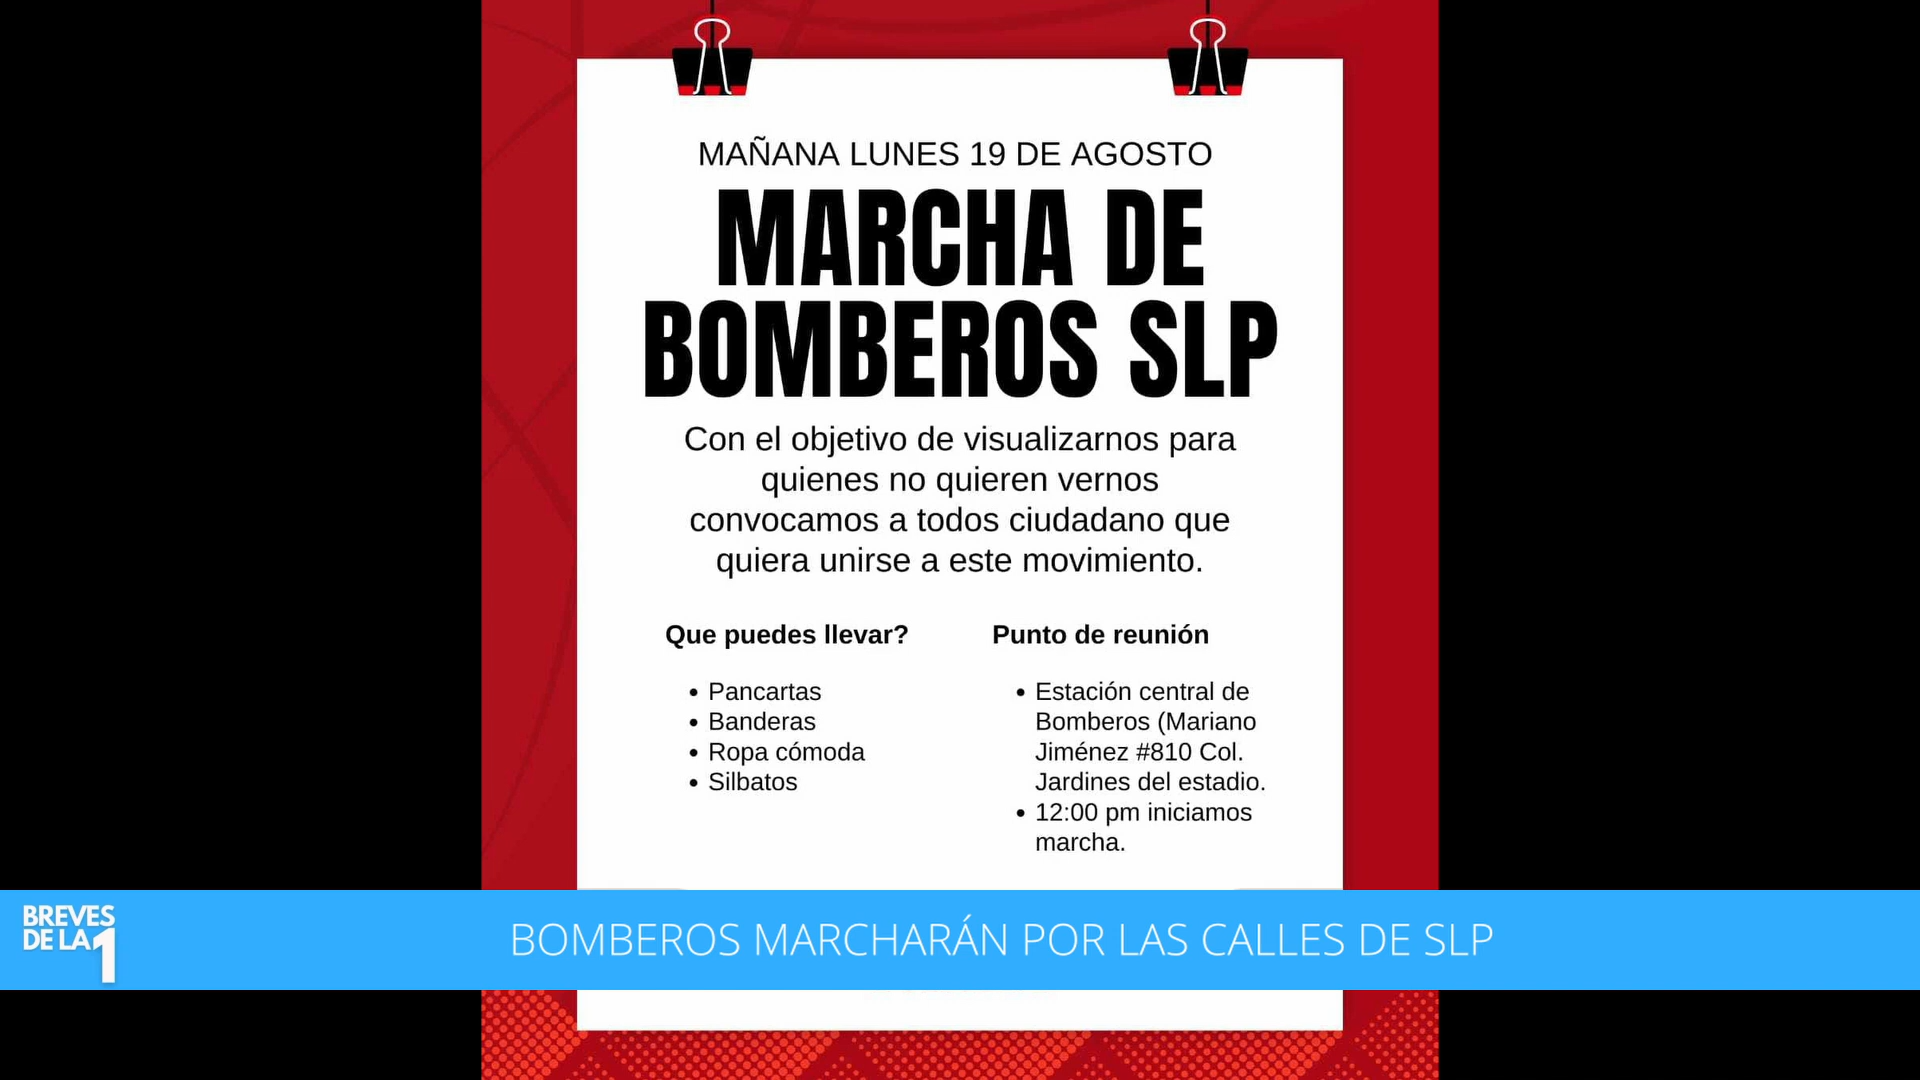 MAÑANA LUNES 19 DE AGOSTO
MARCHA DE
BOMBEROS SLP
Con el objetivo de visualizarnos para
quienes no quieren vernos
convocamos a todos ciudadano que
quiera unirse a este movimiento.
Que puedes llevar?
• Pancartas
• Banderas
• Ropa cómoda
• Silbatos
Punto de reunión
• Estación central de
Bomberos (Mariano
Jiménez #810 Col.
Jardines del estadio.
• 12:00 pm iniciamos
marcha.
BREVES
DE LA 1
BOMBEROS MARCHARÁN POR LAS CALLES DE SLP